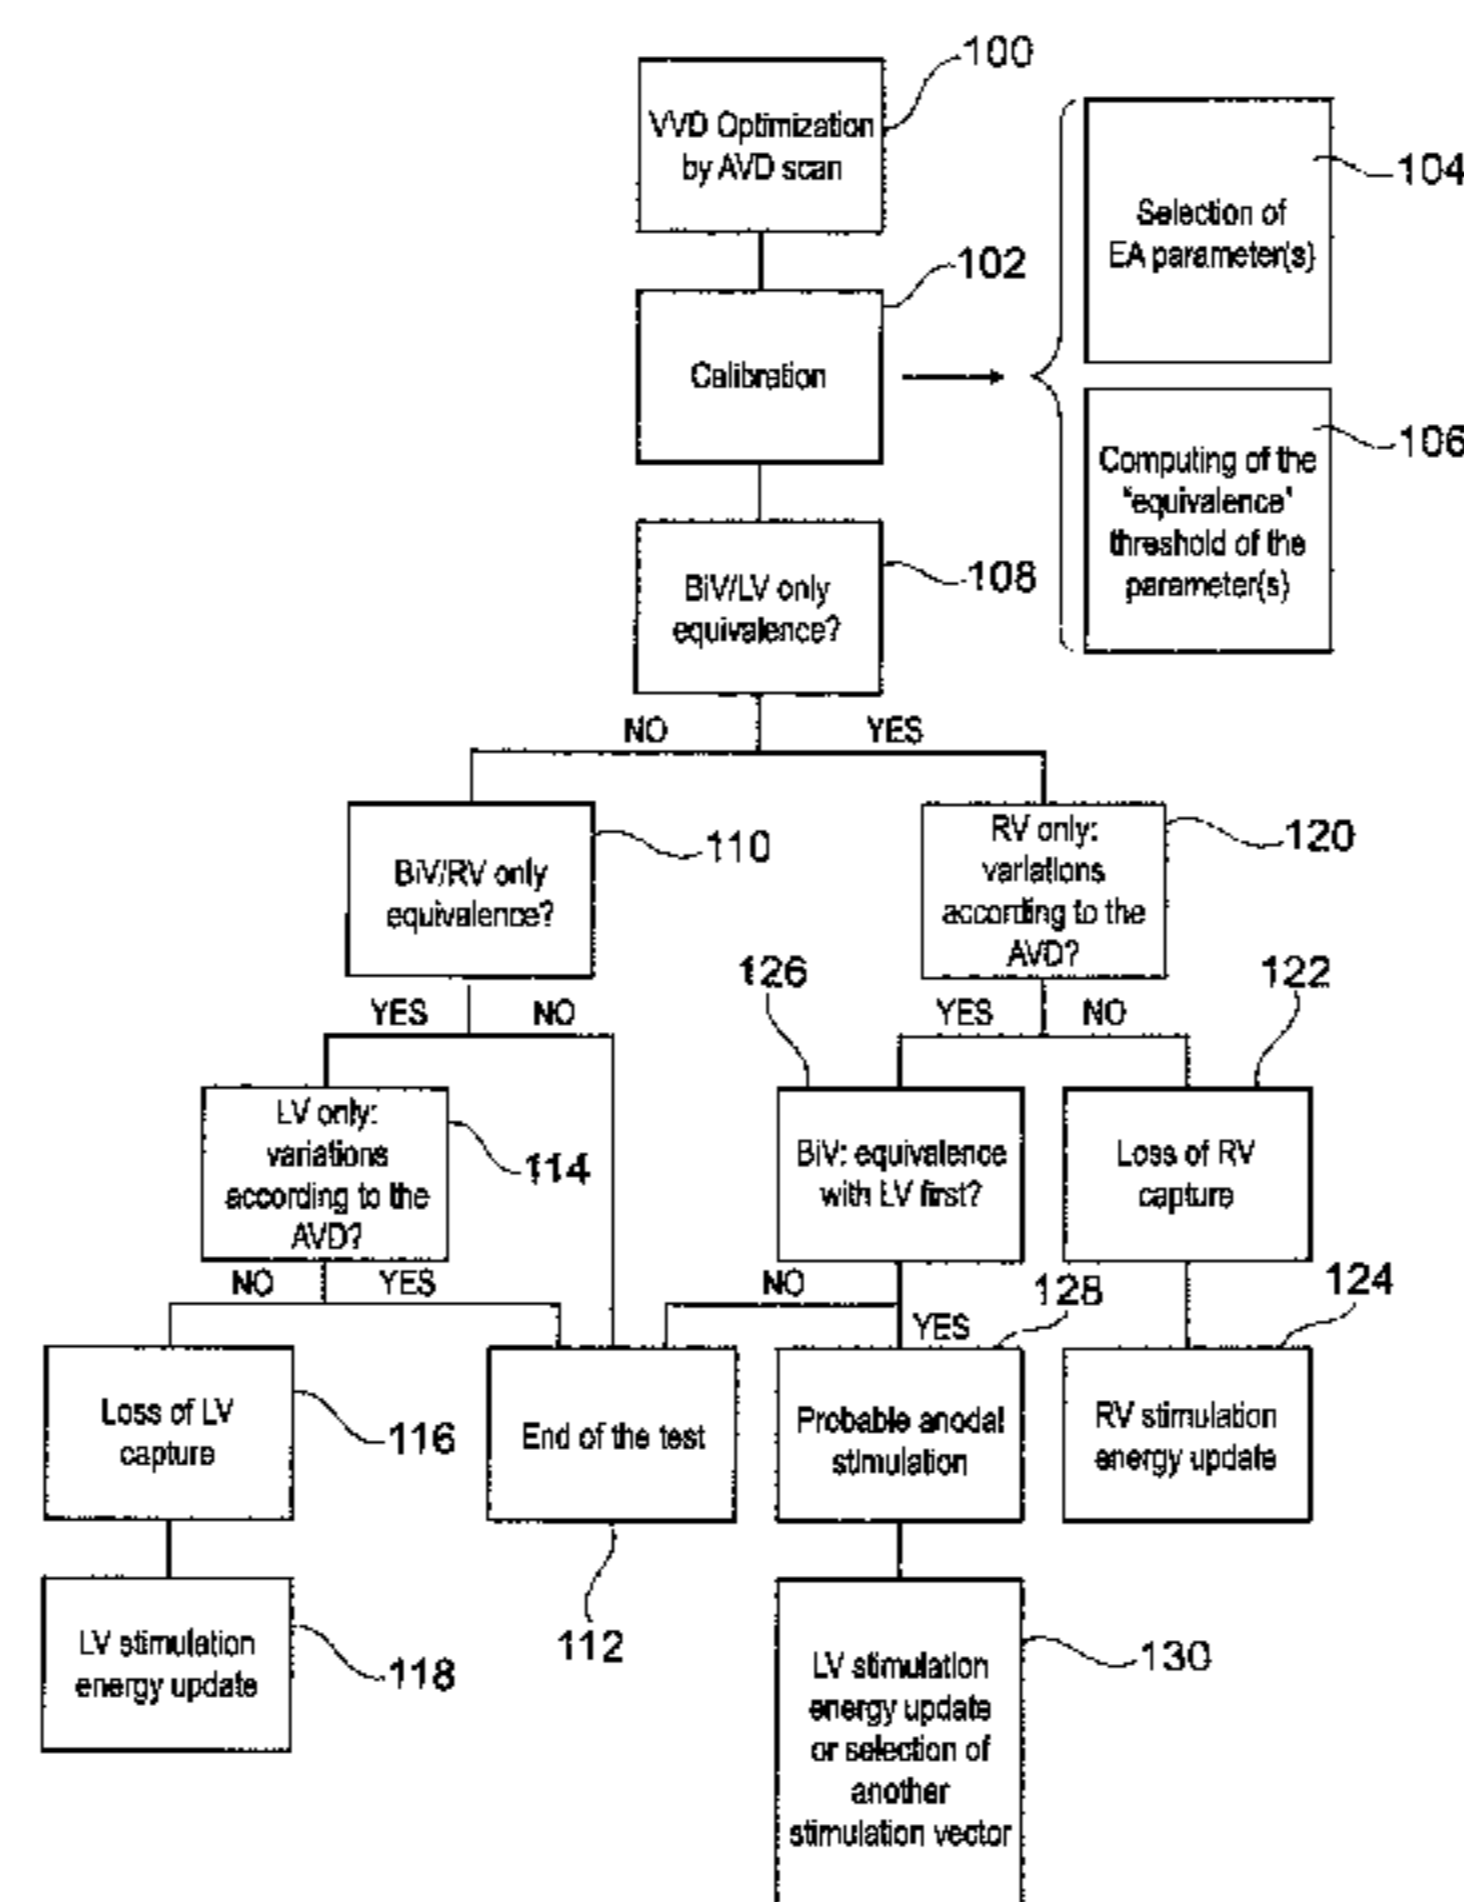 100
VVD Optimization
by AVD scan
104
Selection of
EA parameter(s)
102
Calibration
106
Computing of the
"equivalence"
threshold of the
parameter(s)
108
BiV/LV only
equivalence?
NO
YES
110
BiV/RV only
equivalence?
120
RV only:
variations
according to the
AVD?
126
122
YES
NO
YES
NO
LV only:
variations
according to the
AVD?
114
BiV: equivalence
with LV first?
Loss of RV
capture
NO
YES
NO
YES
128
124
Loss of LV
capture
116
End of the test
Probable anodal
stimulation
RV stimulation
energy update
112
LV stimulation
energy update
118
130
LV stimulation
energy update
or selection of
another
stimulation vector